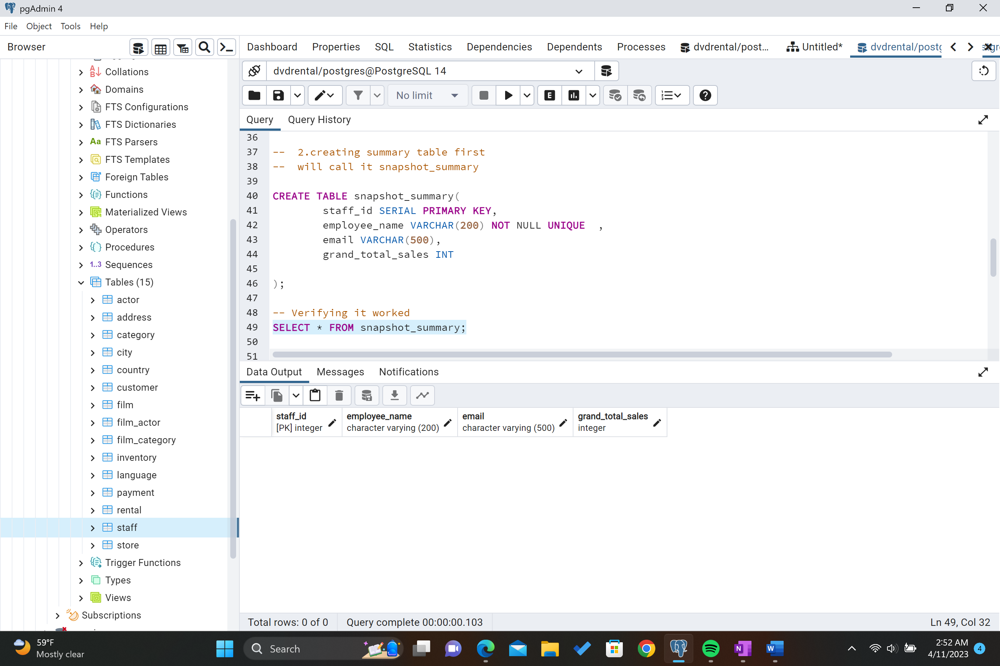 pgAdmin 4
File Object Tools Help
Browser
Dashboard Properties SQL Statistics Dependencies Dependents Processes dvdrental/post... Untitled* dvdrental/postg
Collations
Domains
FTS Configurations
FTS Dictionaries
Aa FTS Parsers
FTS Templates
Foreign Tables
Functions
Materialized Views
Operators
Procedures
1..3 Sequences
Tables (15)
actor
address
category
city
country
customer
film
film_actor
film_category
inventory
language
payment
rental
staff
store
Trigger Functions
Types
Views
Subscriptions
dvdrental/postgres@PostgreSQL 14
No limit
E
Query Query History
36
37 -- 2.creating summary table first
38 -- will call it snapshot_summary
39
40 CREATE TABLE snapshot_summary(
41 staff_id SERIAL PRIMARY KEY,
42 employee_name VARCHAR(200) NOT NULL UNIQUE ,
43 email VARCHAR(500),
44 grand_total_sales INT
45
46 );
47
48 -- Verifying it worked
49 SELECT * FROM snapshot_summary;
50
51
Data Output Messages Notifications
staff_id employee_name email grand_total_sales
[PK] integer character varying (200) character varying (500) integer
Total rows: 0 of 0 Query complete 00:00:00.103 Ln 49, Col 32
59°F
Mostly clear
Search
N
W
2:52 AM
4/11/2023
4